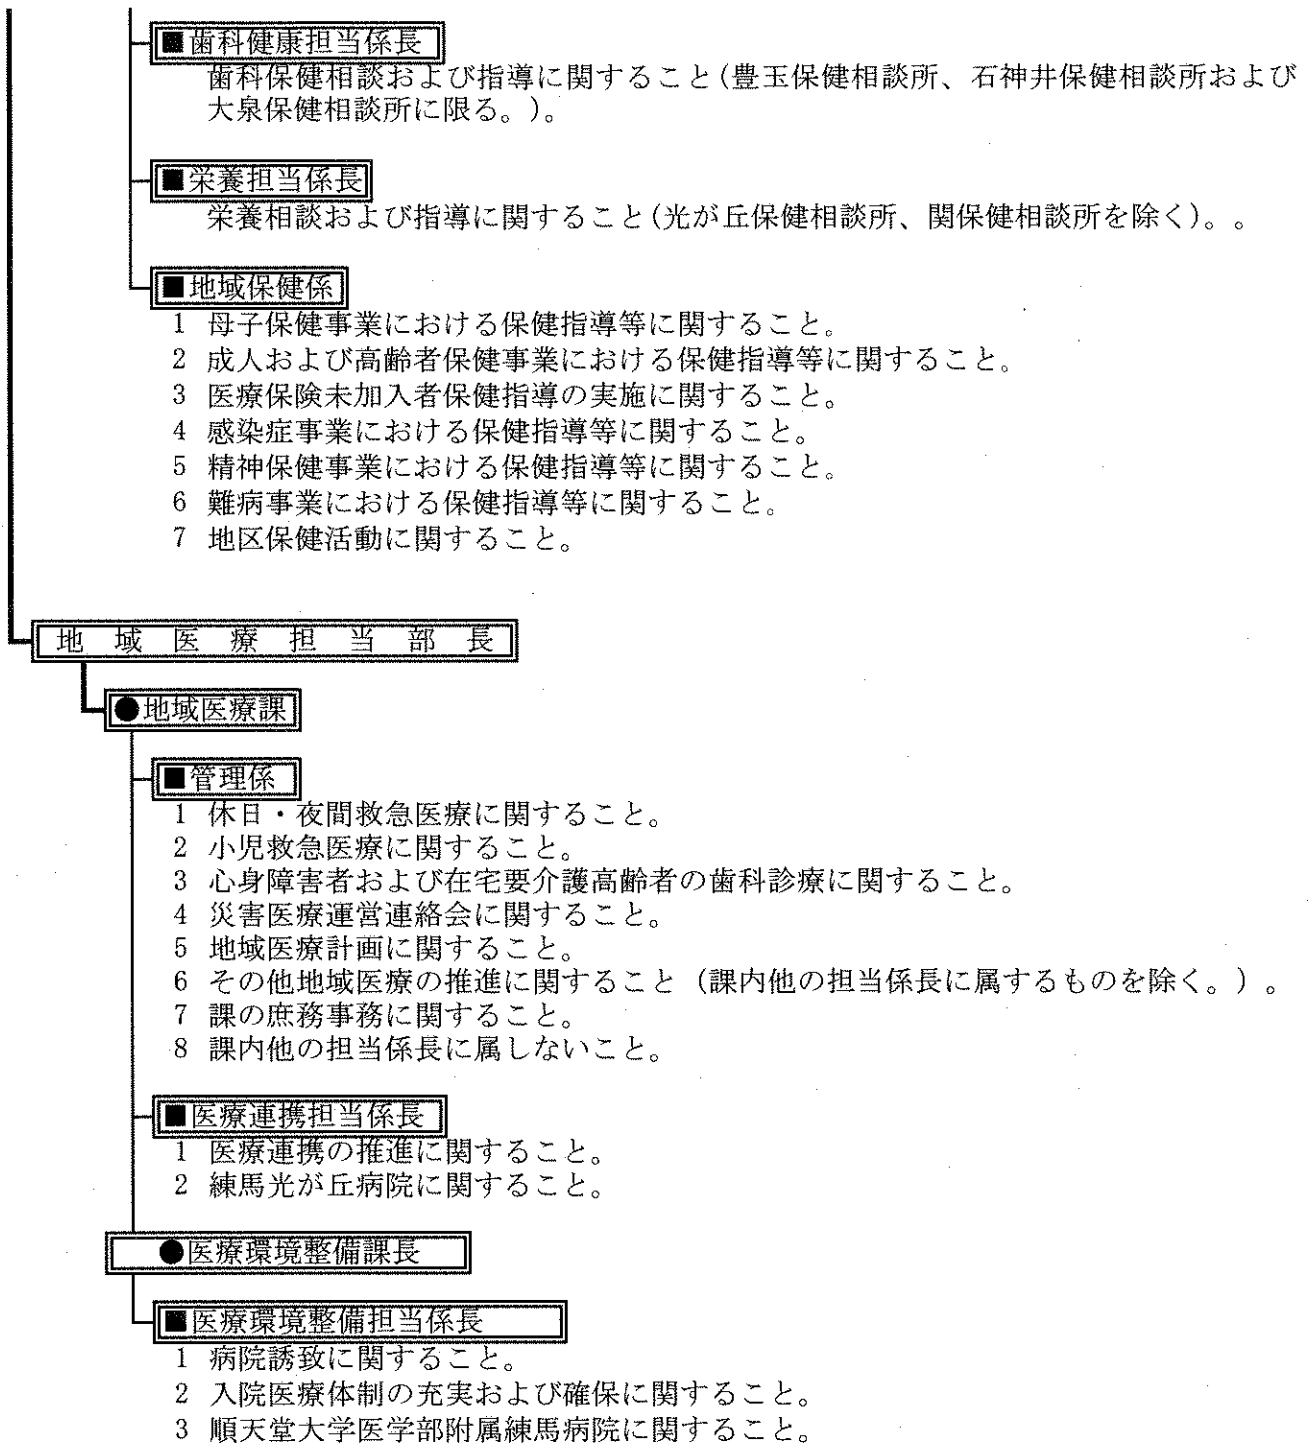 ■歯科健康担当係長
歯科保健相談および指導に関すること(豊玉保健相談所、石神井保健相談所および
大泉保健相談所に限る。)。
■栄養担当係長
栄養相談および指導に関すること(光が丘保健相談所、関保健相談所を除く)。。
■地域保健係
1 母子保健事業における保健指導等に関すること。
2 成人および高齢者保健事業における保健指導等に関すること。
3 医療保険未加入者保健指導の実施に関すること。
4 感染症事業における保健指導等に関すること。
5 精神保健事業における保健指導等に関すること。
6 難病事業における保健指導等に関すること。
7 地区保健活動に関すること。
地域医療担当部長
●地域医療課
■管理係
1 休日・夜間救急医療に関すること。
2 小児救急医療に関すること。
3 心身障害者および在宅要介護高齢者の歯科診療に関すること。
4 災害医療運営連絡会に関すること。
5 地域医療計画に関すること。
6 その他地域医療の推進に関すること（課内他の担当係長に属するものを除く。）。
7 課の庶務事務に関すること。
8 課内他の担当係長に属しないこと。
■医療連携担当係長
1 医療連携の推進に関すること。
2 練馬光が丘病院に関すること。
●医療環境整備課長
■医療環境整備担当係長
1 病院誘致に関すること。
2 入院医療体制の充実および確保に関すること。
3 順天堂大学医学部附属練馬病院に関すること。